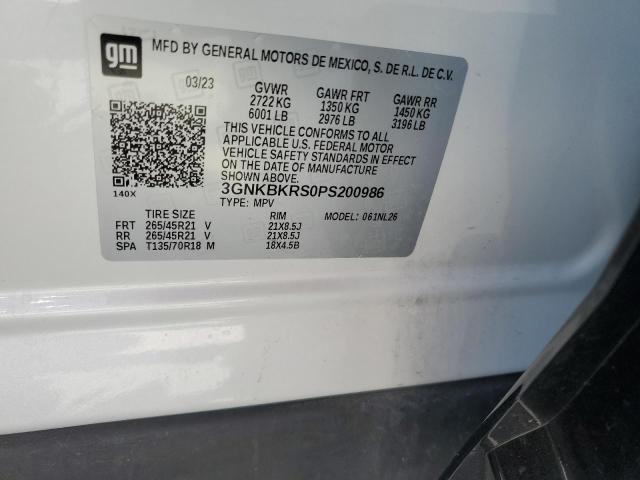 gm MFD BY GENERAL MOTORS DE MEXICO, S. DE R.L. DE C.V.
03/23 GVWR GAWR FRT GAWR RR
2722 KG 1350 KG 1450 KG
6001 LB 2976 LB 3196 LB
THIS VEHICLE CONFORMS TO ALL
APPLICABLE U.S. FEDERAL MOTOR
VEHICLE SAFETY STANDARDS IN EFFECT
ON THE DATE OF MANUFACTURE
SHOWN ABOVE.
140X 3GNKBKRS0PS200986
TYPE: MPV
TIRE SIZE RIM MODEL: 061NL26
FRT 265/45R21 V 21X8.5J
RR 265/45R21 V 21X8.5J
SPA T135/70R18 M 18X4.5B